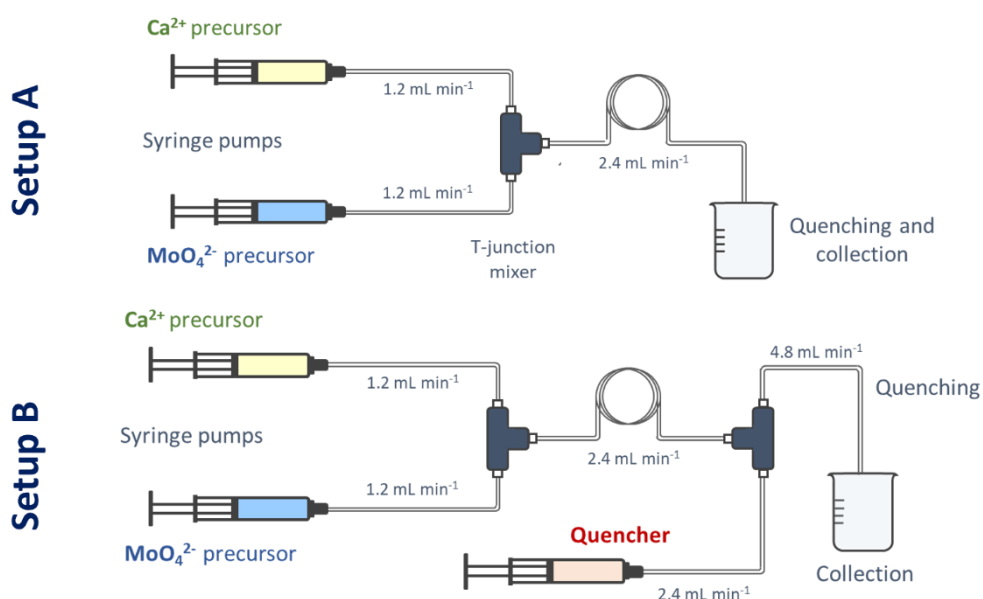 Setup A
Ca²⁺ precursor
1.2 mL min⁻¹
Syringe pumps
2.4 mL min⁻¹
1.2 mL min⁻¹
MoO₄²⁻ precursor
T-junction
mixer
Quenching and
collection
Setup B
Ca²⁺ precursor
1.2 mL min⁻¹
4.8 mL min⁻¹
Quenching
Syringe pumps
2.4 mL min⁻¹
1.2 mL min⁻¹
MoO₄²⁻ precursor
Quencher
2.4 mL min⁻¹
Collection